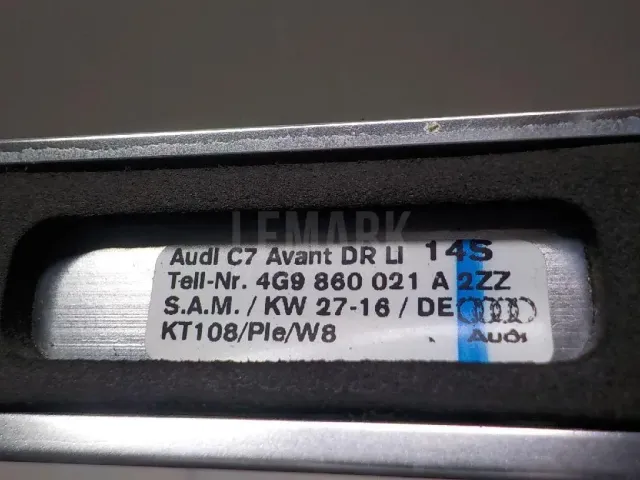 LEMARK
Audi C7 Avant DR LI 14S
Teil-Nr. 4G9 860 021 A 2ZZ
S.A.M. / KW 27-16 / DE
KT108/Ple/W8 Audi